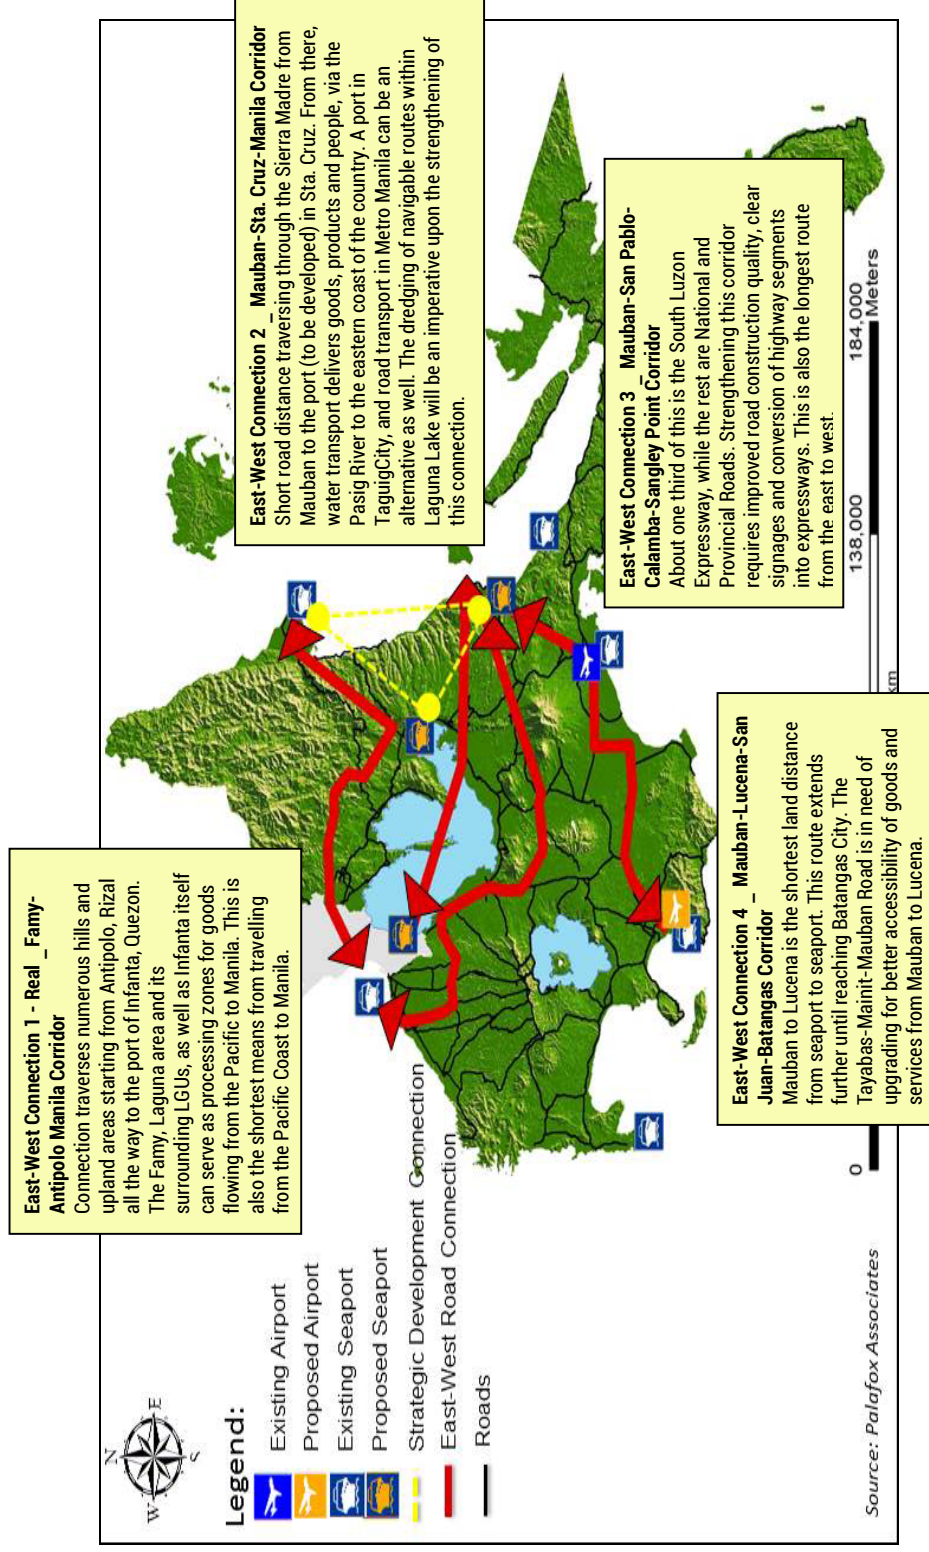 East-West Connection 1 - Real _ Famy-
Antipolo Manila Corridor
Connection traverses numerous hills and
upland areas starting from Antipolo, Rizal
all the way to the port of Infanta, Quezon.
The Famy, Laguna area and its
surrounding LGUs, as well as Infanta itself
can serve as processing zones for goods
flowing from the Pacific to Manila. This is
also the shortest means from travelling
from the Pacific Coast to Manila.
East-West Connection 2 _ Mauban-Sta. Cruz-Manila Corridor
Short road distance traversing through the Sierra Madre from
Mauban to the port (to be developed) in Sta. Cruz. From there,
water transport delivers goods, products and people, via the
Pasig River to the eastern coast of the country. A port in
TaguigCity, and road transport in Metro Manila can be an
alternative as well. The dredging of navigable routes within
Laguna Lake will be an imperative upon the strengthening of
this connection.
East-West Connection 3 _ Mauban-San Pablo-
Calamba-Sangley Point Corridor
About one third of this is the South Luzon
Expressway, while the rest are National and
Provincial Roads. Strengthening this corridor
requires improved road construction quality, clear
signages and conversion of highway segments
into expressways. This is also the longest route
from the east to west.
East-West Connection 4 _ Mauban-Lucena-San
Juan-Batangas Corridor
Mauban to Lucena is the shortest land distance
from seaport to seaport. This route extends
further until reaching Batangas City. The
Tayabas-Mainit-Mauban Road is in need of
upgrading for better accessibility of goods and
services from Mauban to Lucena.
N
W E
S
Legend:
Existing Airport
Proposed Airport
Existing Seaport
Proposed Seaport
Strategic Development Connection
East-West Road Connection
Roads
0
138,000
184,000
Meters
km
Source: Palafox Associates